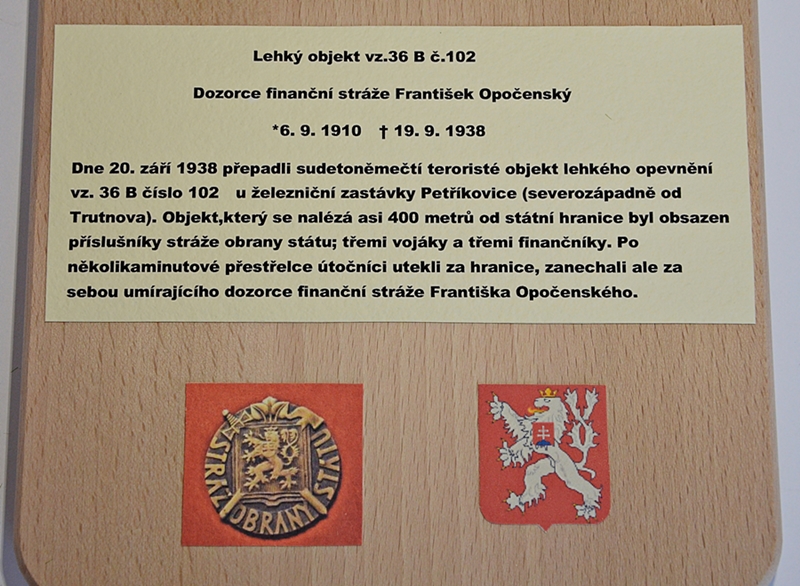 Lehký objekt vz.36 B č.102
Dozorce finanční stráže František Opočenský
*6. 9. 1910 † 19. 9. 1938
Dne 20. září 1938 přepadli sudetoněmečtí teroristé objekt lehkého opevnění
vz. 36 B číslo 102 u železniční zastávky Petříkovice (severozápadně od
Trutnova). Objekt,který se nalézá asi 400 metrů od státní hranice byl obsazen
příslušníky stráže obrany státu; třemi vojáky a třemi finančníky. Po
několikaminutové přestřelce útočníci utekli za hranice, zanechali ale za
sebou umírajícího dozorce finanční stráže Františka Opočenského.
STRÁŽ OBRANY STÁTU